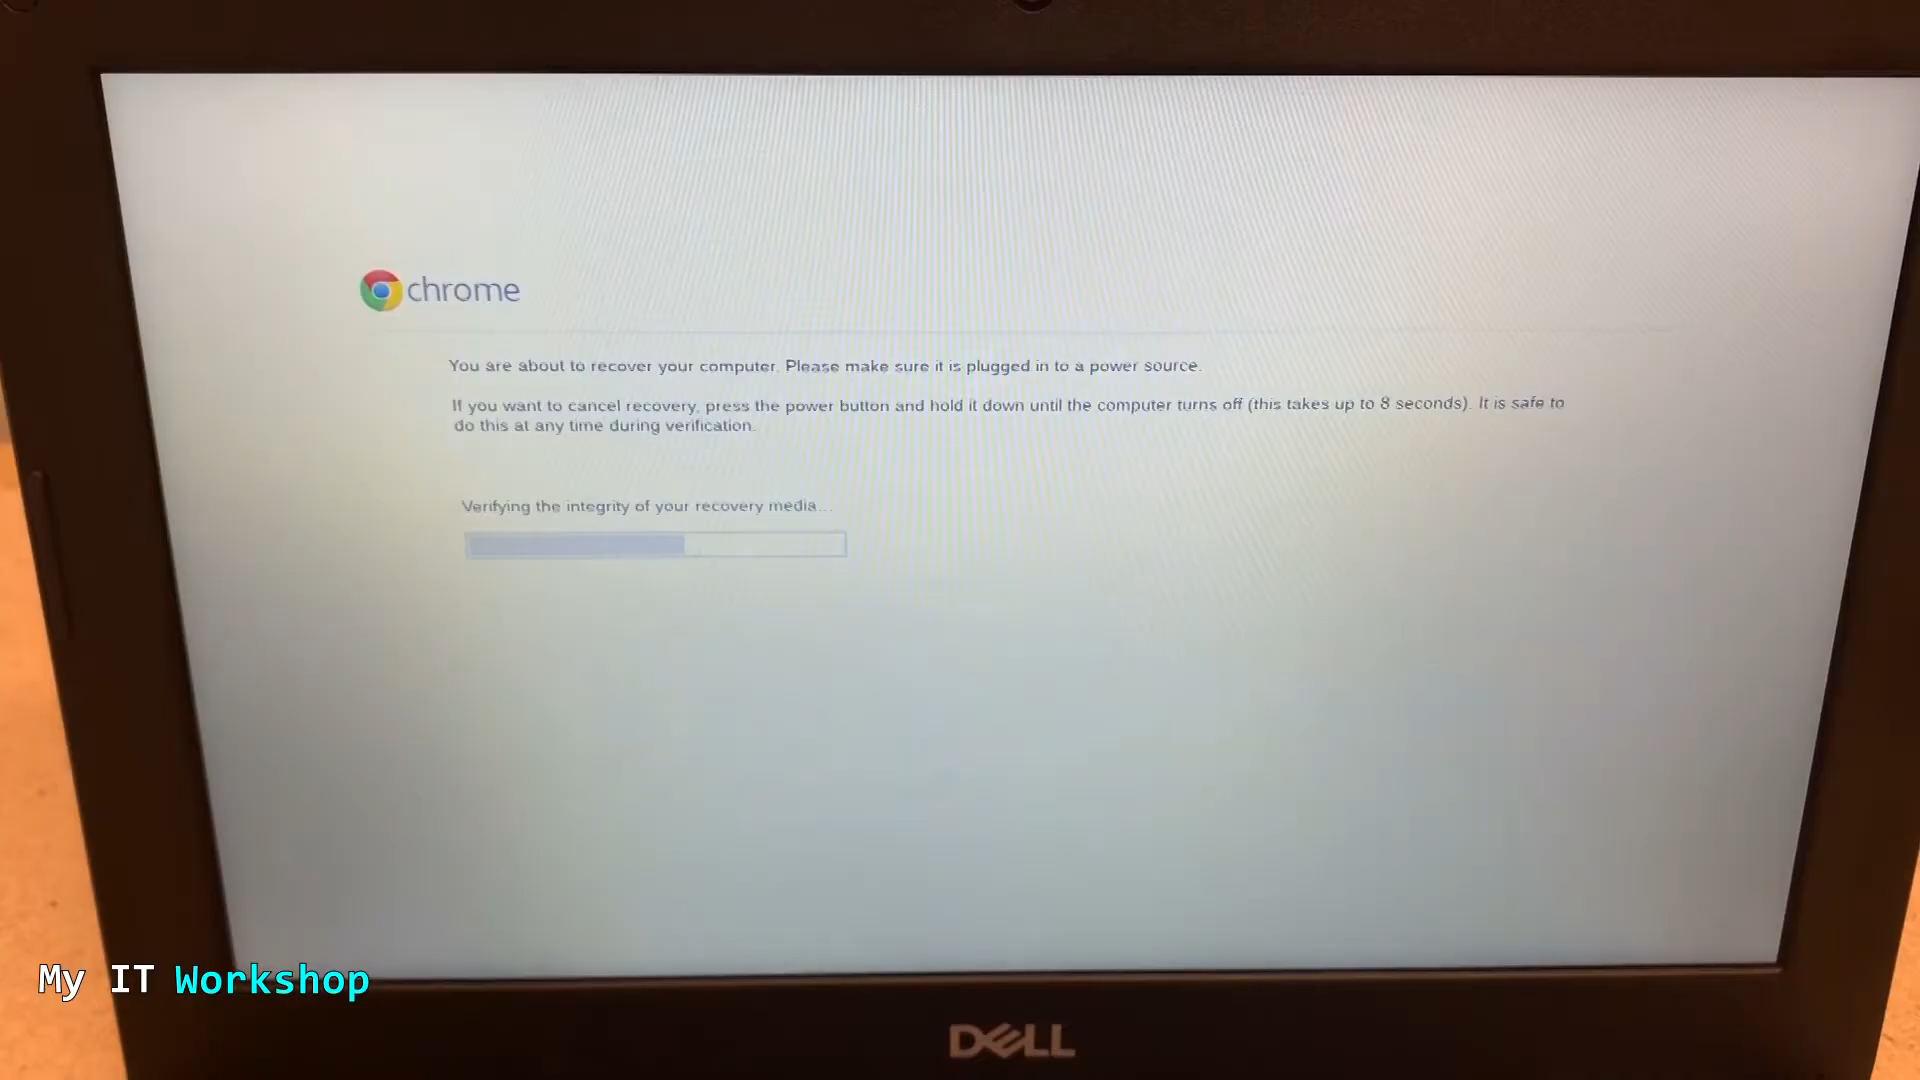 chrome
You are about to recover your computer. Please make sure it is plugged in to a power source.
If you want to cancel recovery, press the power button and hold it down until the computer turns off (this takes up to 8 seconds). It is safe to
do this at any time during verification.
Verifying the integrity of your recovery media...
My IT Workshop
DELL